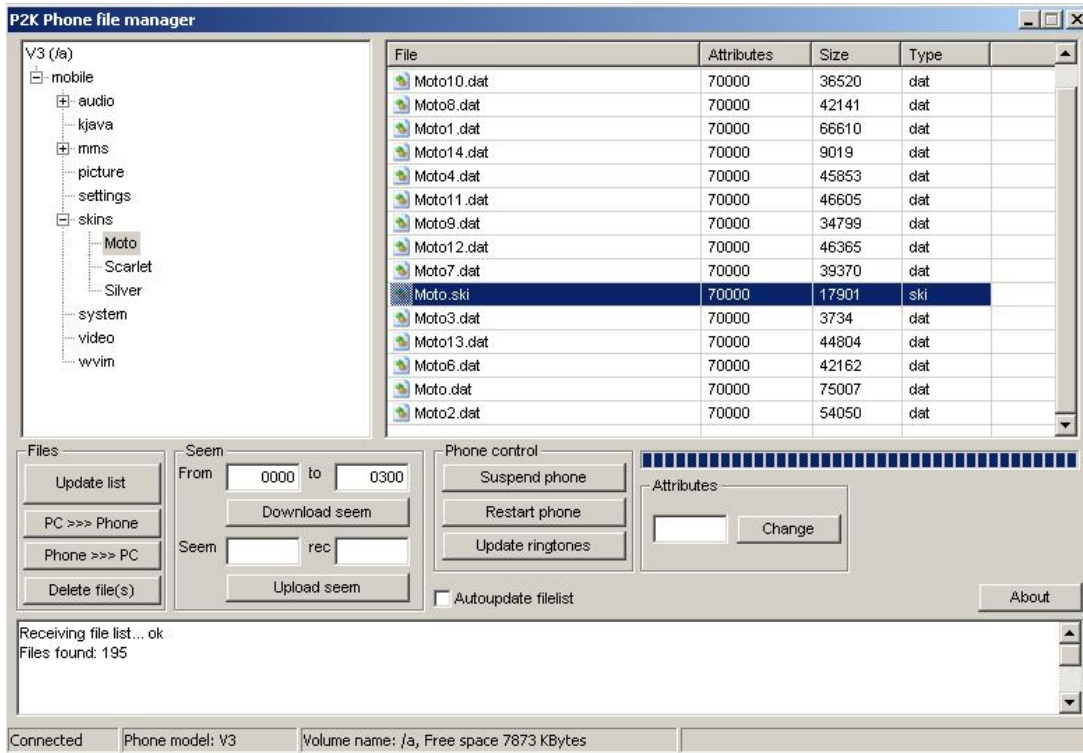 P2K Phone file manager
V3 (/a)
mobile
audio
kjava
mms
picture
settings
skins
Moto
Scarlet
Silver
system
video
wvim
File Attributes Size Type
Moto10.dat 70000 36520 dat
Moto8.dat 70000 42141 dat
Moto1.dat 70000 66610 dat
Moto14.dat 70000 9019 dat
Moto4.dat 70000 45853 dat
Moto11.dat 70000 46605 dat
Moto9.dat 70000 34799 dat
Moto12.dat 70000 46365 dat
Moto7.dat 70000 39370 dat
Moto.ski 70000 17901 ski
Moto3.dat 70000 3734 dat
Moto13.dat 70000 44804 dat
Moto6.dat 70000 42162 dat
Moto.dat 70000 75007 dat
Moto2.dat 70000 54050 dat
Files
Update list
PC >>> Phone
Phone >>> PC
Delete file(s)
Seem
From 0000 to 0300
Download seem
Seem rec
Upload seem
Phone control
Suspend phone
Restart phone
Update ringtones
Autoupdate filelist
Attributes
Change
About
Receiving file list... ok
Files found: 195
Connected Phone model: V3 Volume name: /a, Free space 7873 KBytes